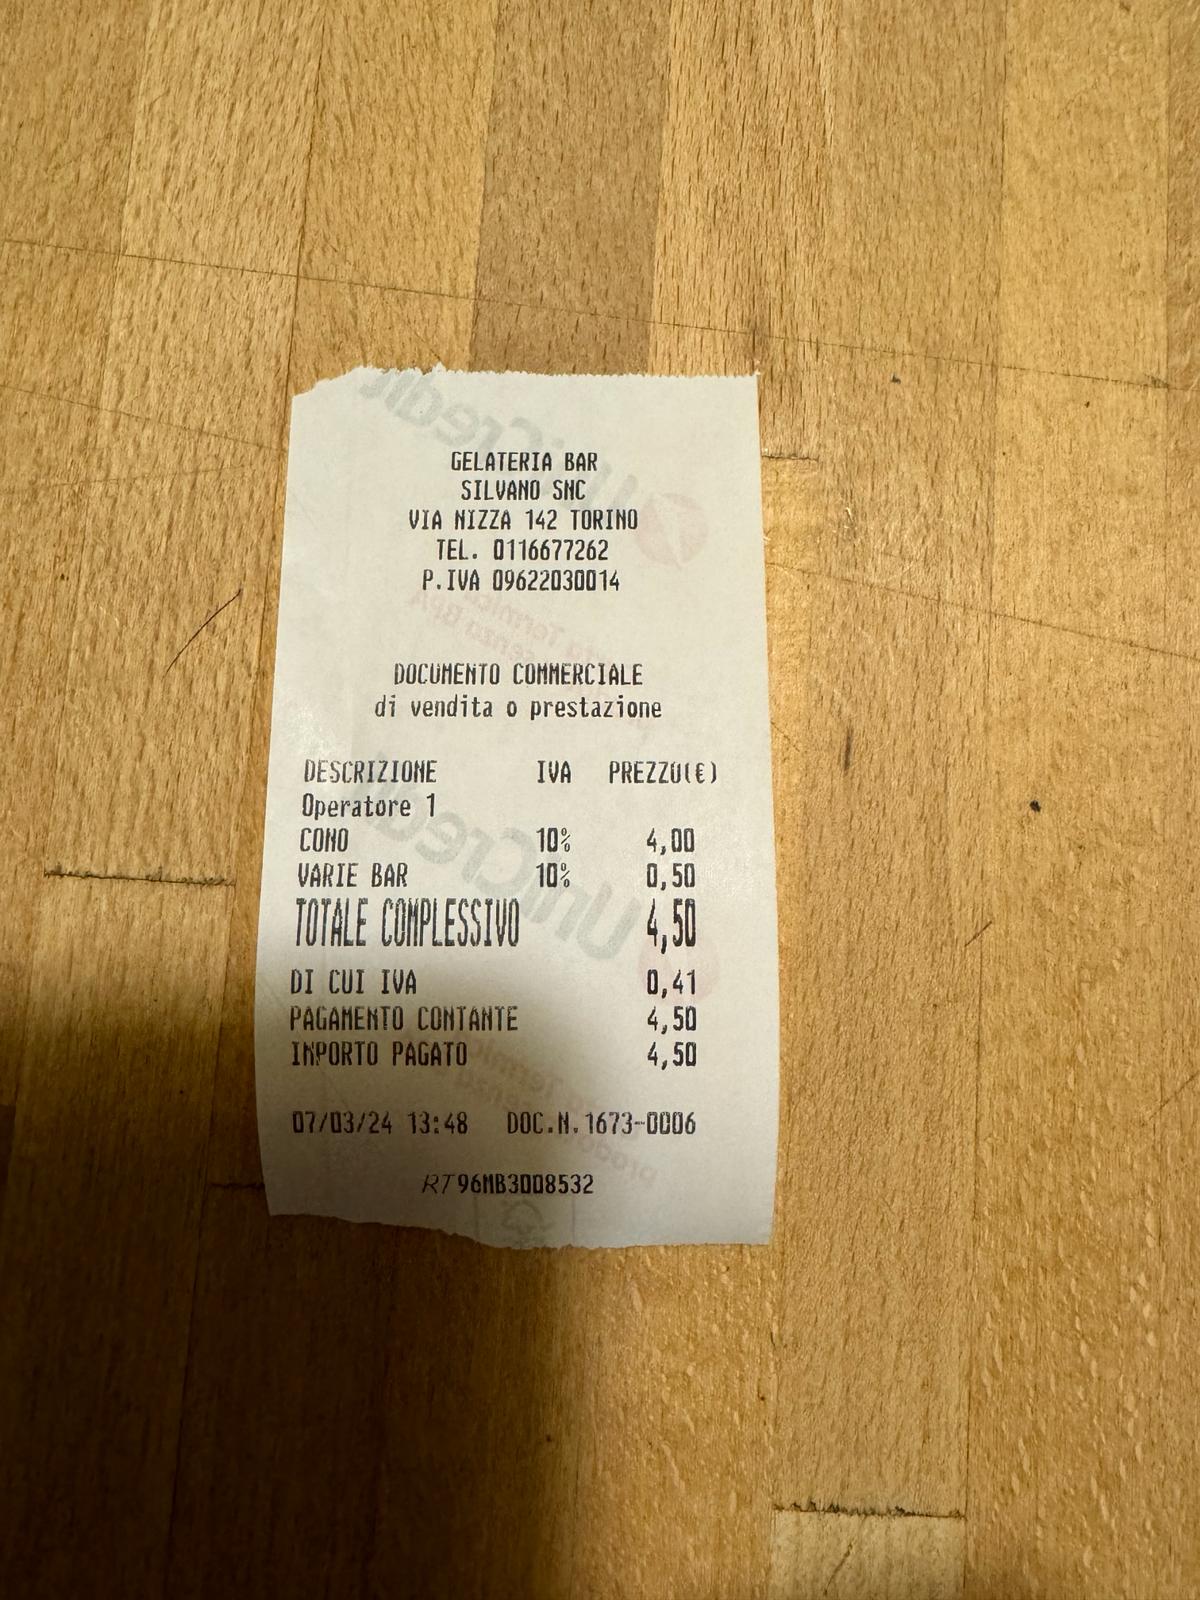 GELATERIA BAR
SILVANO SNC
VIA NIZZA 142 TORINO
TEL. 0116677262
P.IVA 09622030014
DOCUMENTO COMMERCIALE
di vendita o prestazione
DESCRIZIONE IVA PREZZO(€)
Operatore 1
CONO 10% 4,00
VARIE BAR 10% 0,50
TOTALE COMPLESSIVO 4,50
DI CUI IVA 0,41
PAGAMENTO CONTANTE 4,50
IMPORTO PAGATO 4,50
07/03/24 13:48 DOC.N.1673-0006
RT 96MB3008532
UniCredit
UniCredit